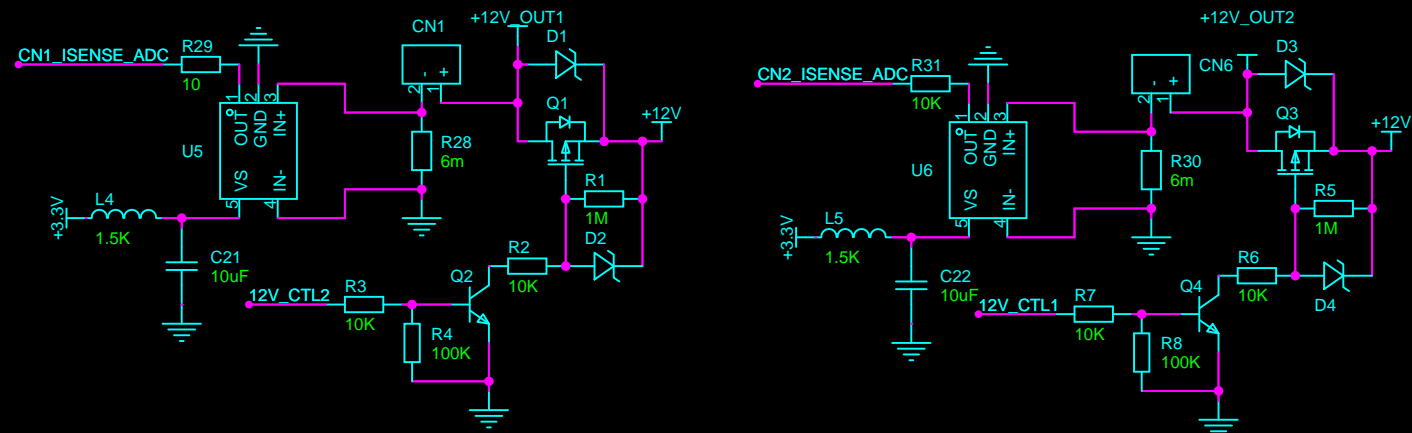 +12V_OUT1
CN1
D1
CN1_ISENSE_ADC
R29
10
1
2
3
OUT
GND
IN+
U5
VS
IN-
5
4
-
+
2
1
Q1
+12V
R28
6m
R1
1M
D2
+3.3V
L4
1.5K
C21
10uF
R2
10K
Q2
12V_CTL2
R3
10K
R4
100K
+12V_OUT2
CN6
D3
CN2_ISENSE_ADC
R31
10K
1
2
3
OUT
GND
IN+
U6
VS
IN-
5
4
-
+
2
1
Q3
+12V
R30
6m
R5
1M
D4
+3.3V
L5
1.5K
C22
10uF
R6
10K
Q4
12V_CTL1
R7
10K
R8
100K